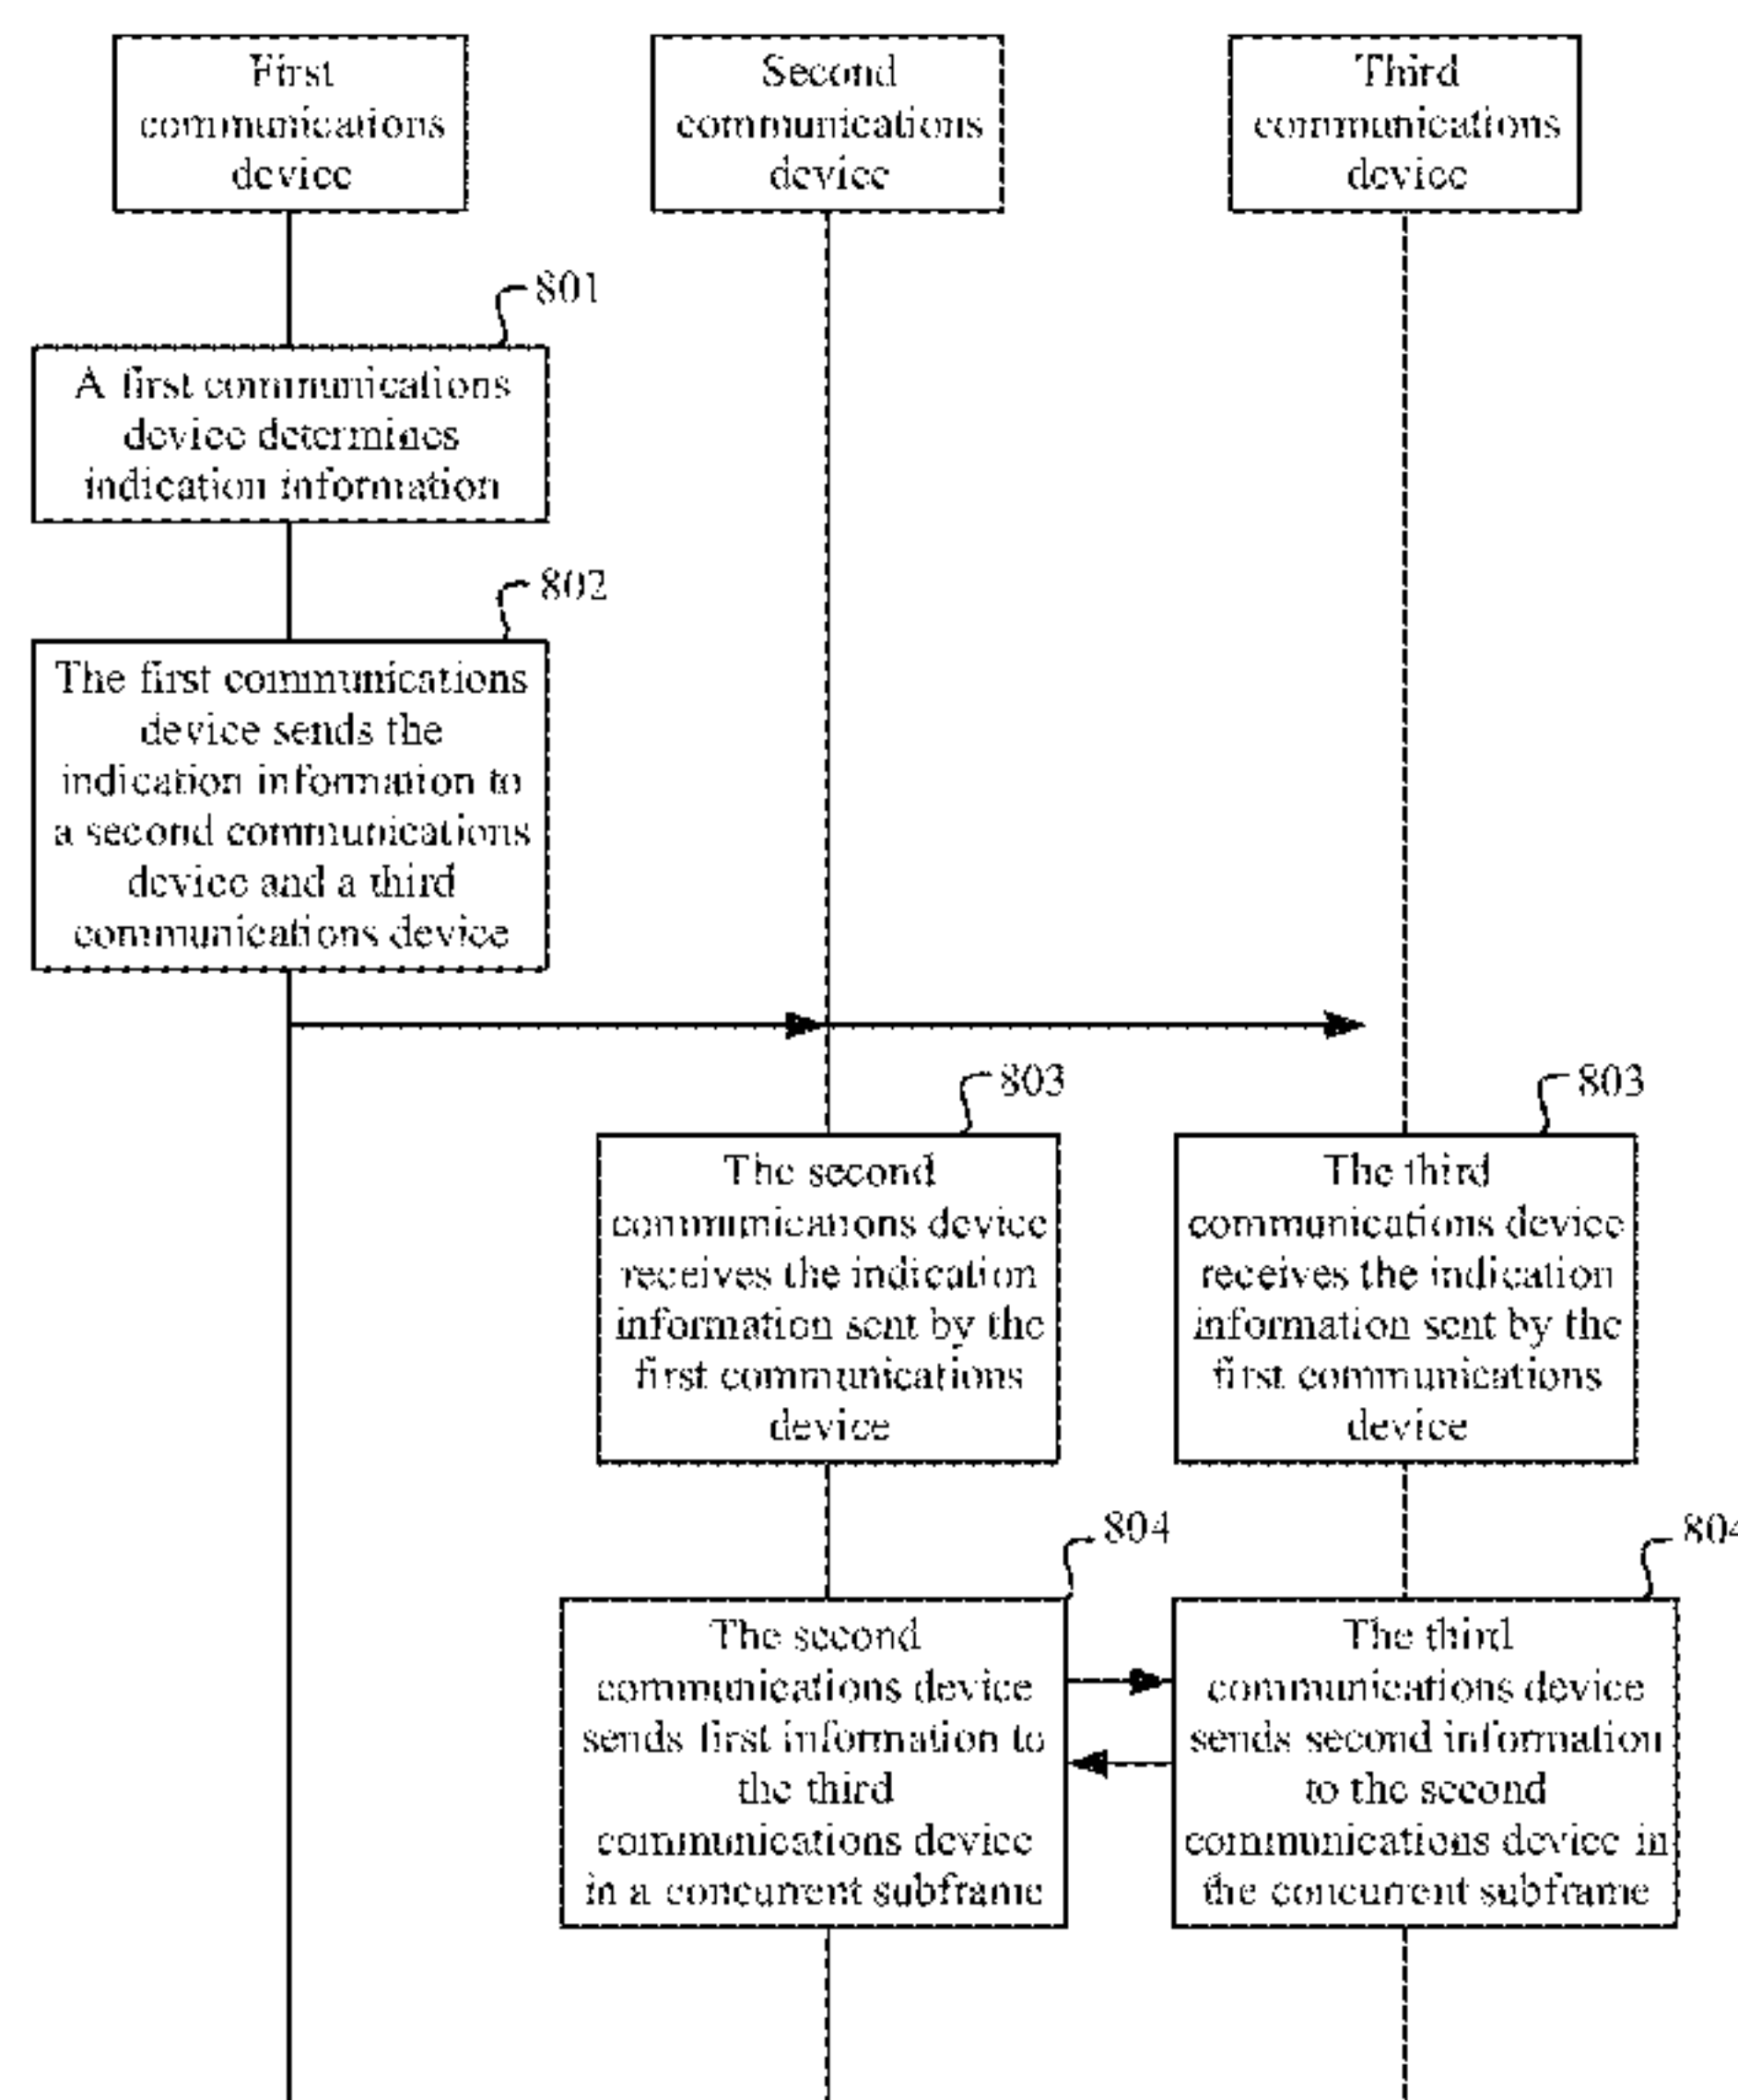 First
communications
device
Second
communications
device
Third
communications
device
801
A first communications
device determines
indication information
802
The first communications
device sends the
indication information to
a second communications
device and a third
communications device
803
The second
communications device
receives the indication
information sent by the
first communications
device
803
The third
communications device
receives the indication
information sent by the
first communications
device
804
The second
communications device
sends first information to
the third
communications device
in a concurrent subframe
804
The third
communications device
sends second information
to the second
communications device in
the concurrent subframe